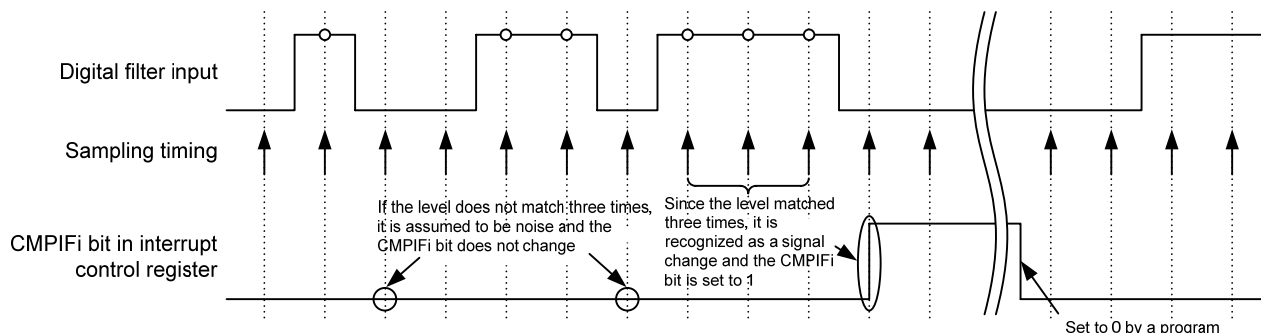 Digital filter input
Sampling timing
If the level does not match three times,
it is assumed to be noise and the
CMPIFi bit does not change
Since the level matched
three times, it is
recognized as a signal
change and the CMPIFi
bit is set to 1
CMPIFi bit in interrupt
control register
Set to 0 by a program